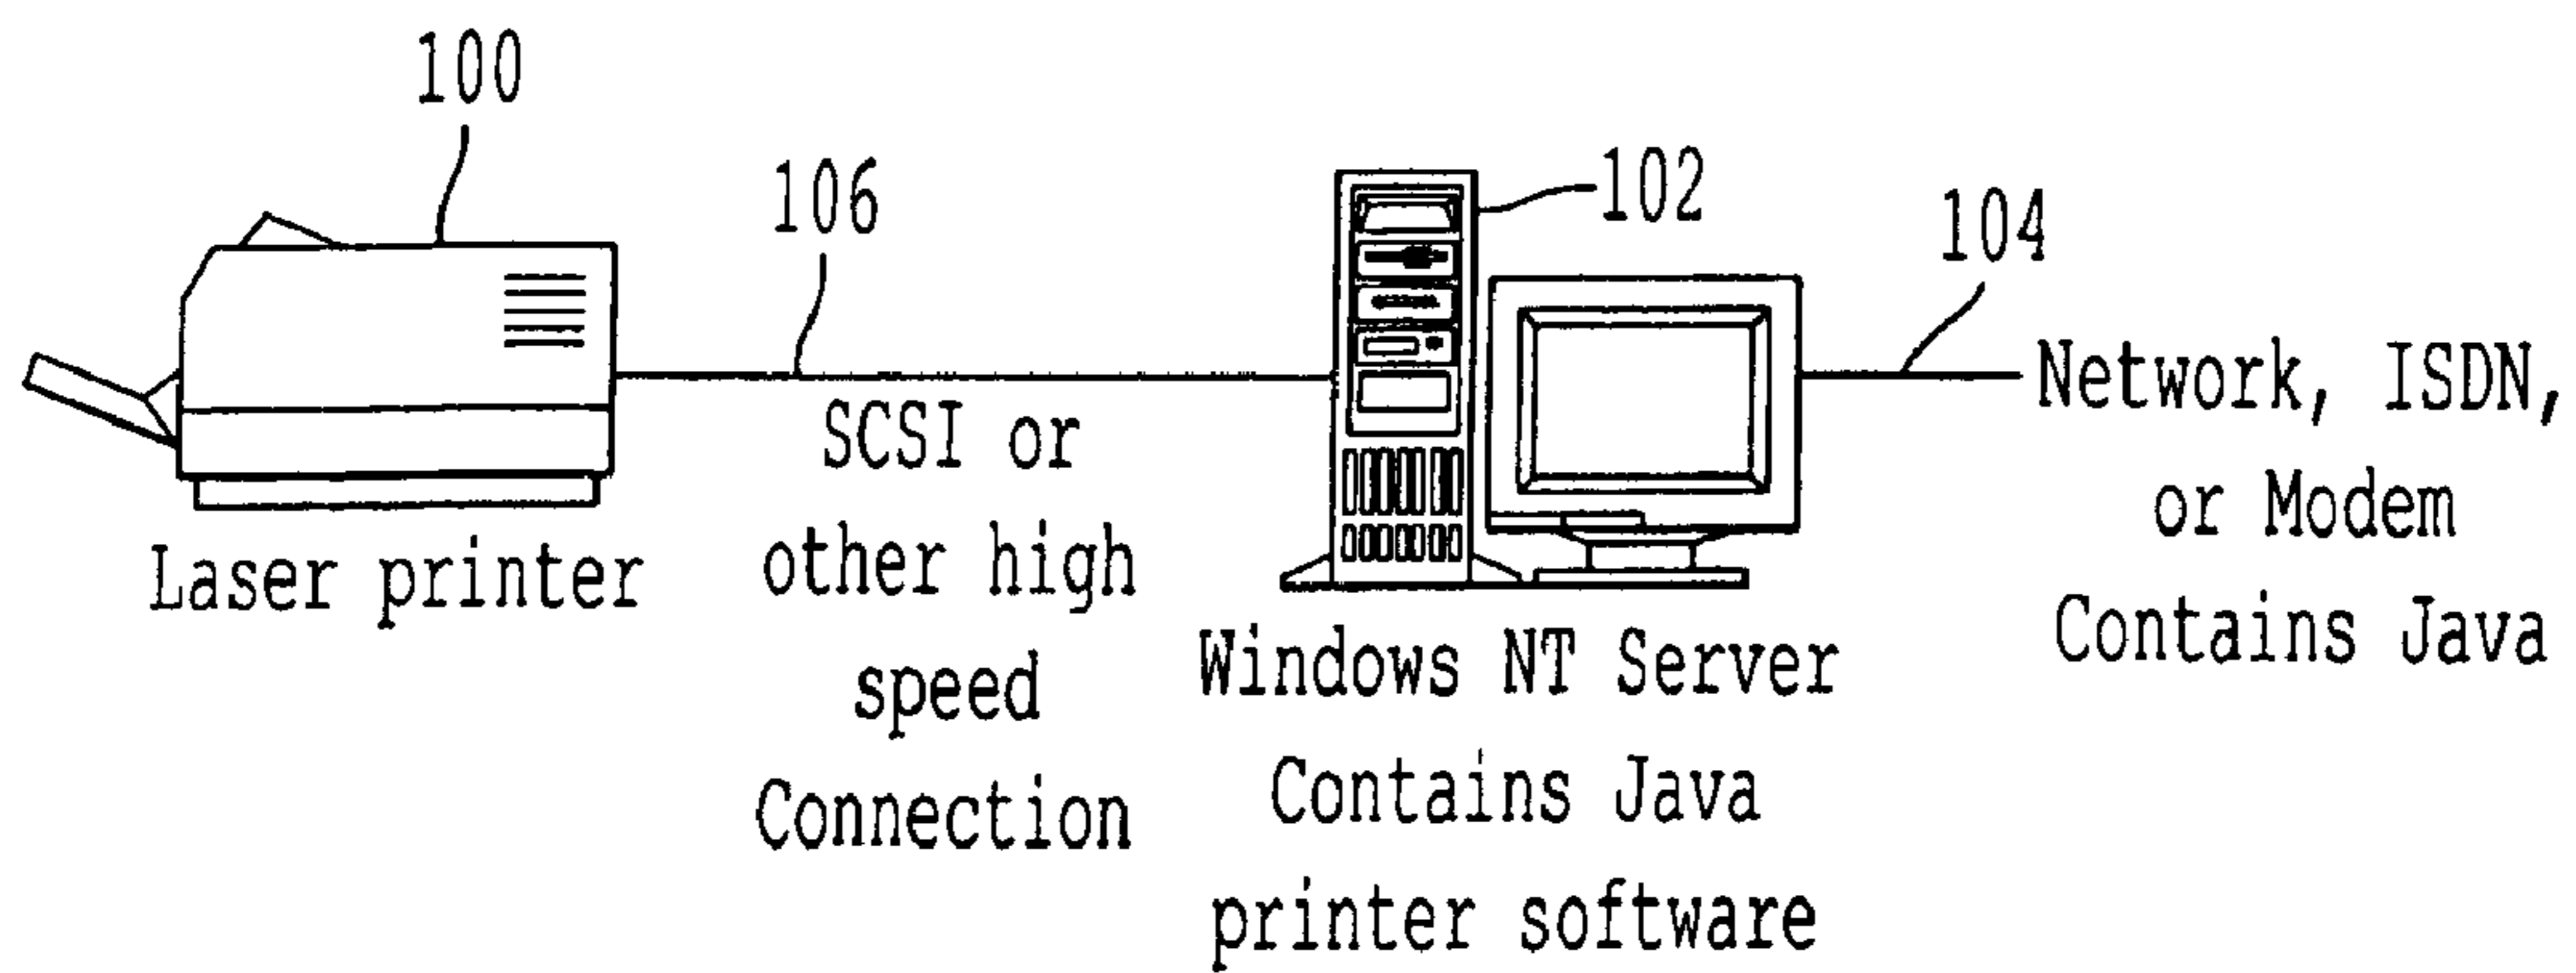 100
106
102
104
Laser printer
SCSI or
other high
speed
Connection
Windows NT Server
Contains Java
printer software
Network, ISDN,
or Modem
Contains Java